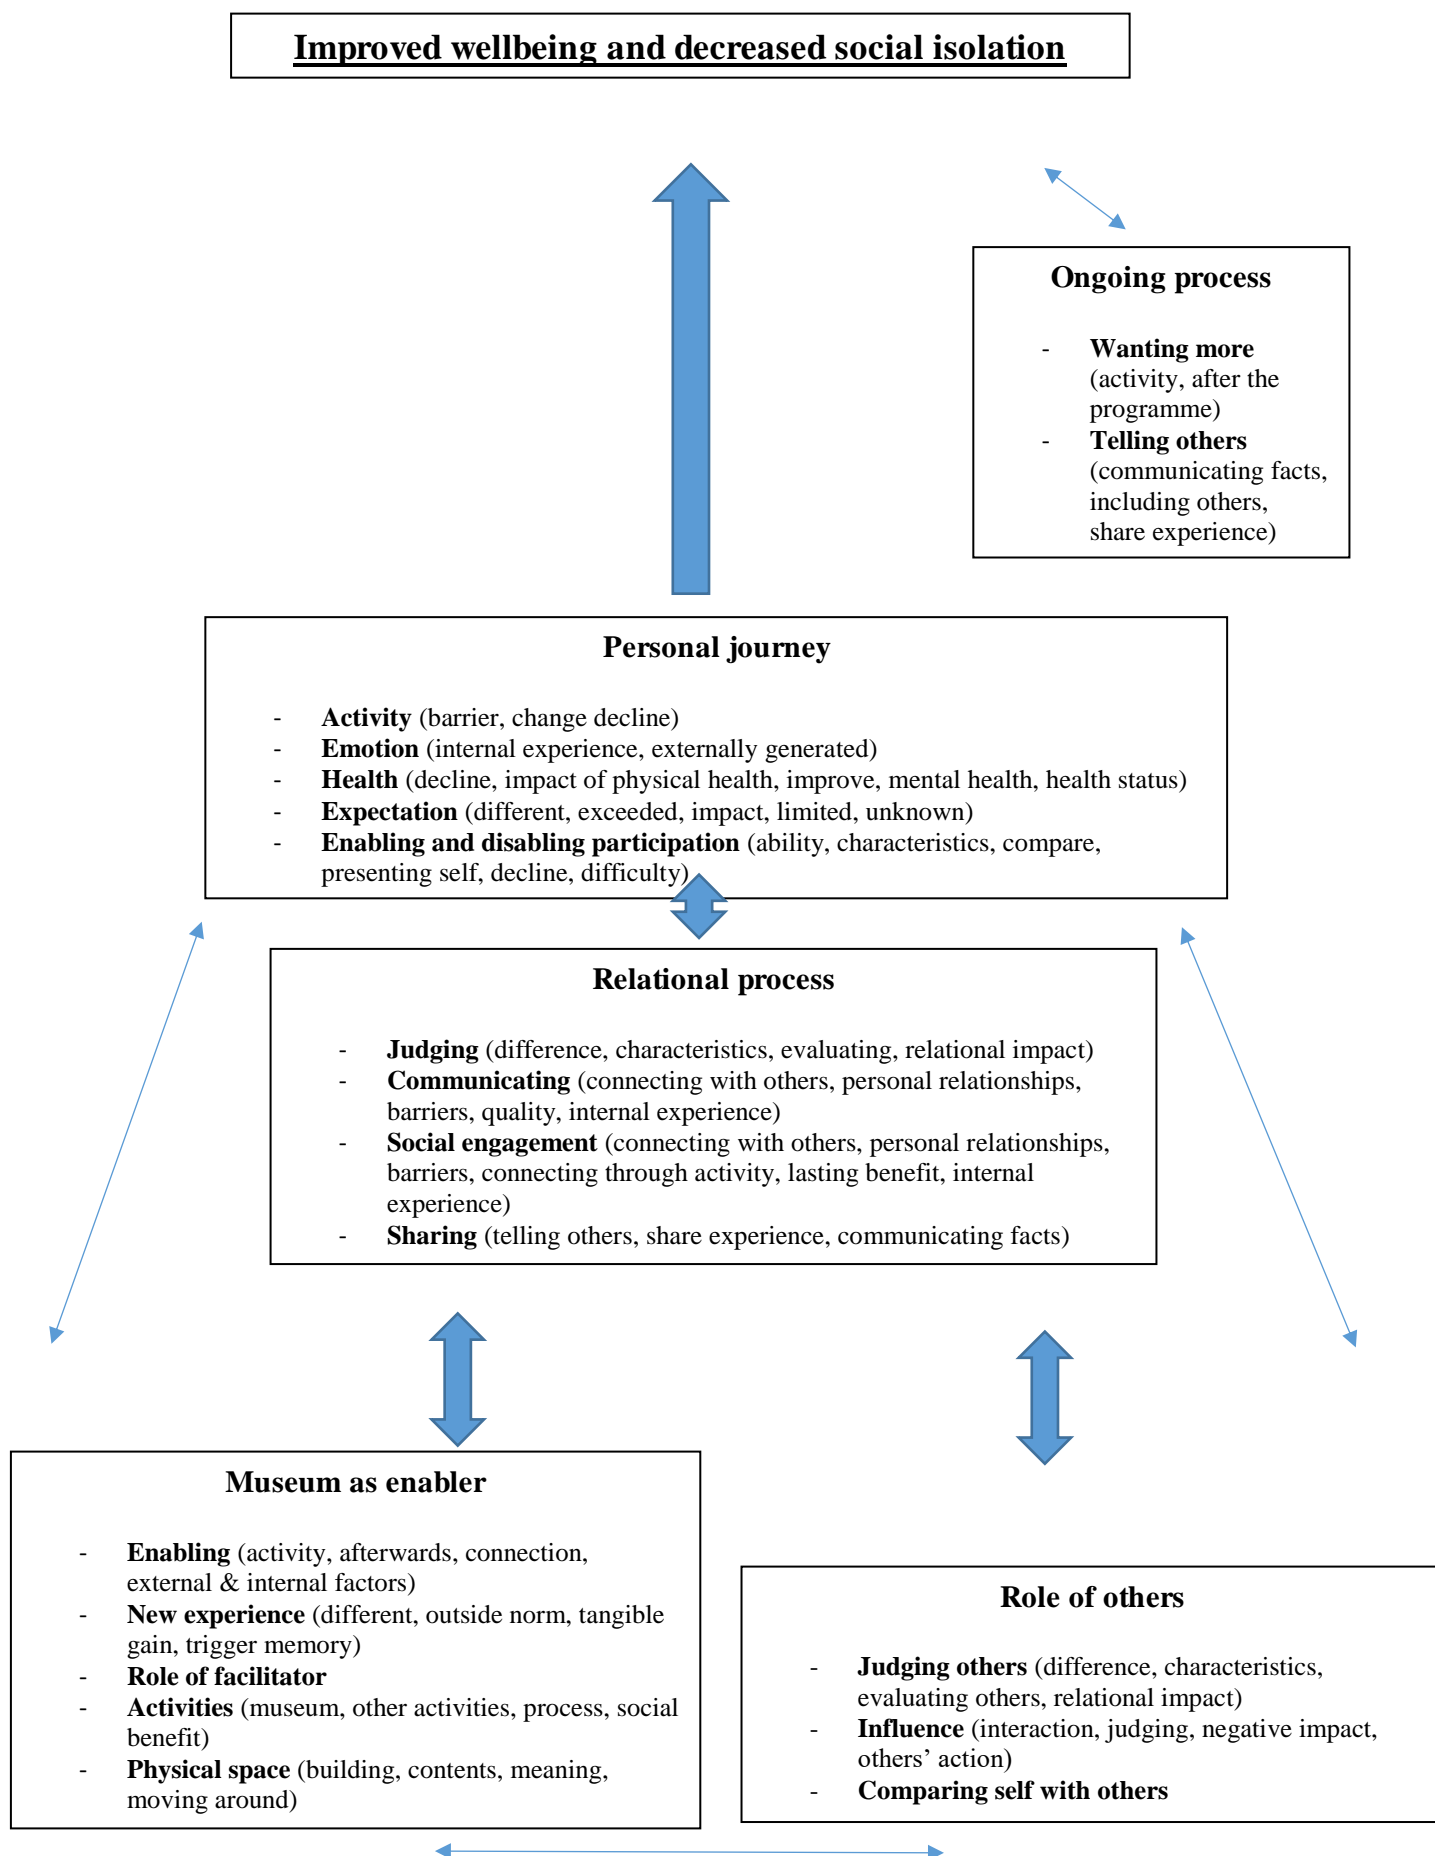 Improved wellbeing and decreased social isolation
Ongoing process
- Wanting more
(activity, after the
programme)
- Telling others
(communicating facts,
including others,
share experience)
Personal journey
- Activity (barrier, change decline)
- Emotion (internal experience, externally generated)
- Health (decline, impact of physical health, improve, mental health, health status)
- Expectation (different, exceeded, impact, limited, unknown)
- Enabling and disabling participation (ability, characteristics, compare,
presenting self, decline, difficulty)
Relational process
- Judging (difference, characteristics, evaluating, relational impact)
- Communicating (connecting with others, personal relationships,
barriers, quality, internal experience)
- Social engagement (connecting with others, personal relationships,
barriers, connecting through activity, lasting benefit, internal
experience)
- Sharing (telling others, share experience, communicating facts)
Museum as enabler
- Enabling (activity, afterwards, connection,
external & internal factors)
- New experience (different, outside norm, tangible
gain, trigger memory)
- Role of facilitator
- Activities (museum, other activities, process, social
benefit)
- Physical space (building, contents, meaning,
moving around)
Role of others
- Judging others (difference, characteristics,
evaluating others, relational impact)
- Influence (interaction, judging, negative impact,
others’ action)
- Comparing self with others